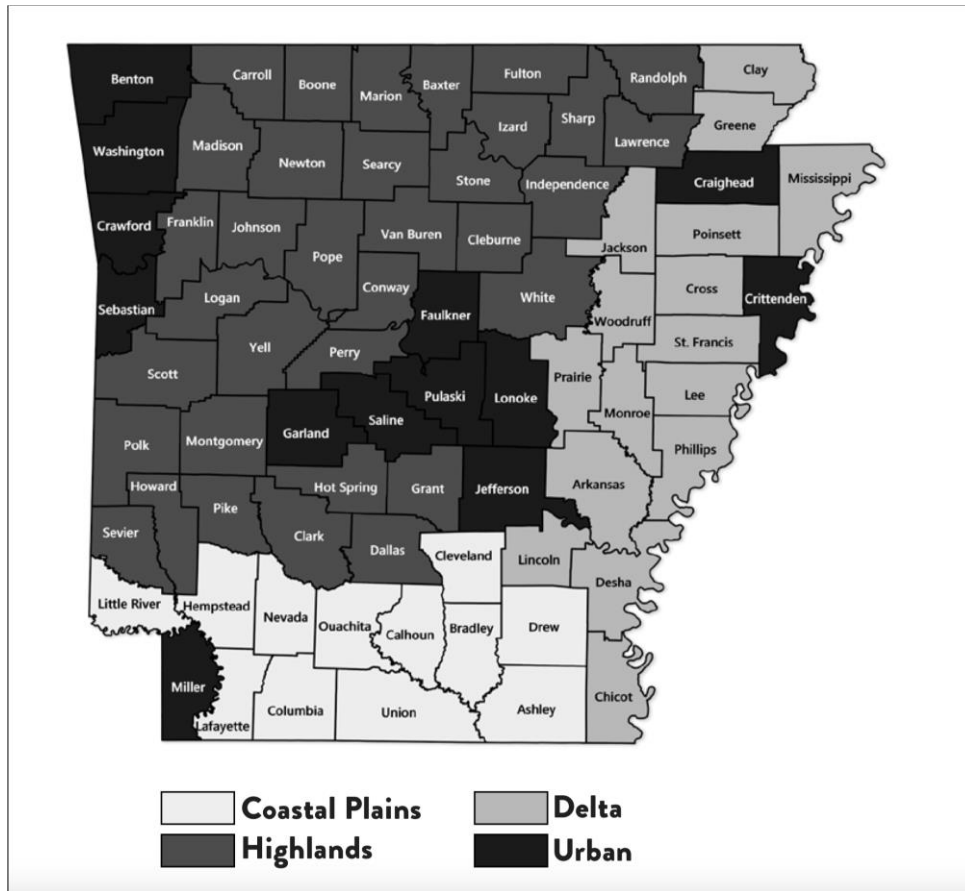 Benton
Carroll
Boone
Marion
Baxter
Fulton
Randolph
Clay
Izard
Sharp
Lawrence
Greene
Washington
Madison
Newton
Searcy
Stone
Independence
Craighead
Mississippi
Crawford
Franklin
Johnson
Pope
Van Buren
Cleburne
Jackson
Poinsett
Sebastian
Logan
Conway
Faulkner
White
Woodruff
Cross
Crittenden
Scott
Yell
Perry
Pulaski
Lonoke
Prairie
St. Francis
Lee
Monroe
Phillips
Polk
Montgomery
Garland
Saline
Howard
Pike
Hot Spring
Grant
Jefferson
Arkansas
Sevier
Clark
Dallas
Cleveland
Lincoln
Desha
Little River
Hempstead
Nevada
Ouachita
Calhoun
Bradley
Drew
Miller
Lafayette
Columbia
Union
Ashley
Chicot
Coastal Plains
Delta
Highlands
Urban